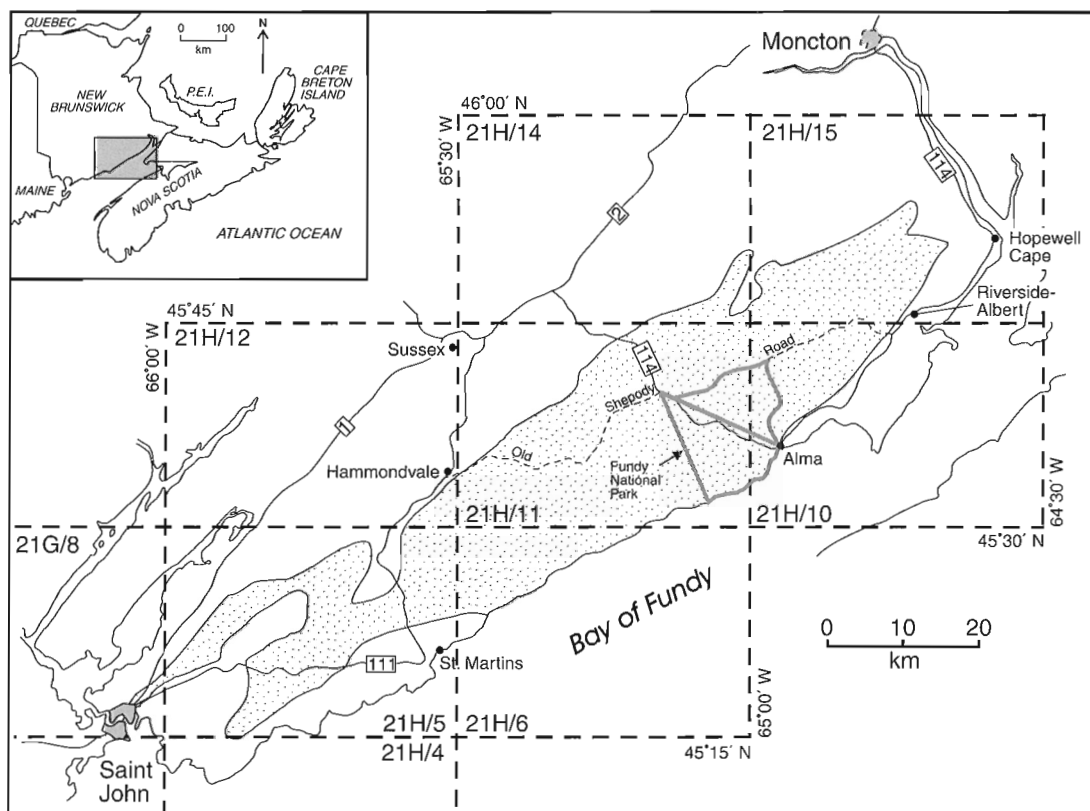 QUEBEC
0 100
km
N
CAPE
BRETON
ISLAND
P.E.I.
NEW
BRUNSWICK
MAINE
NOVA SCOTIA
ATLANTIC OCEAN
Moncton
46°00′ N
65°30′ W
21H/14
21H/15
114
2
Hopewell
Cape
Riverside-
Albert
45°45′ N
66°00′ W
21H/12
Sussex
114
Road
Shepody
1
Old
Hammondvale
Fundy
National
Park
Alma
21H/11
21H/10
64°30′ W
21G/8
45°30′ N
Bay of Fundy
0 10 20
km
St. Martins
111
65°00′ W
21H/5
21H/6
45°15′ N
21H/4
Saint
John